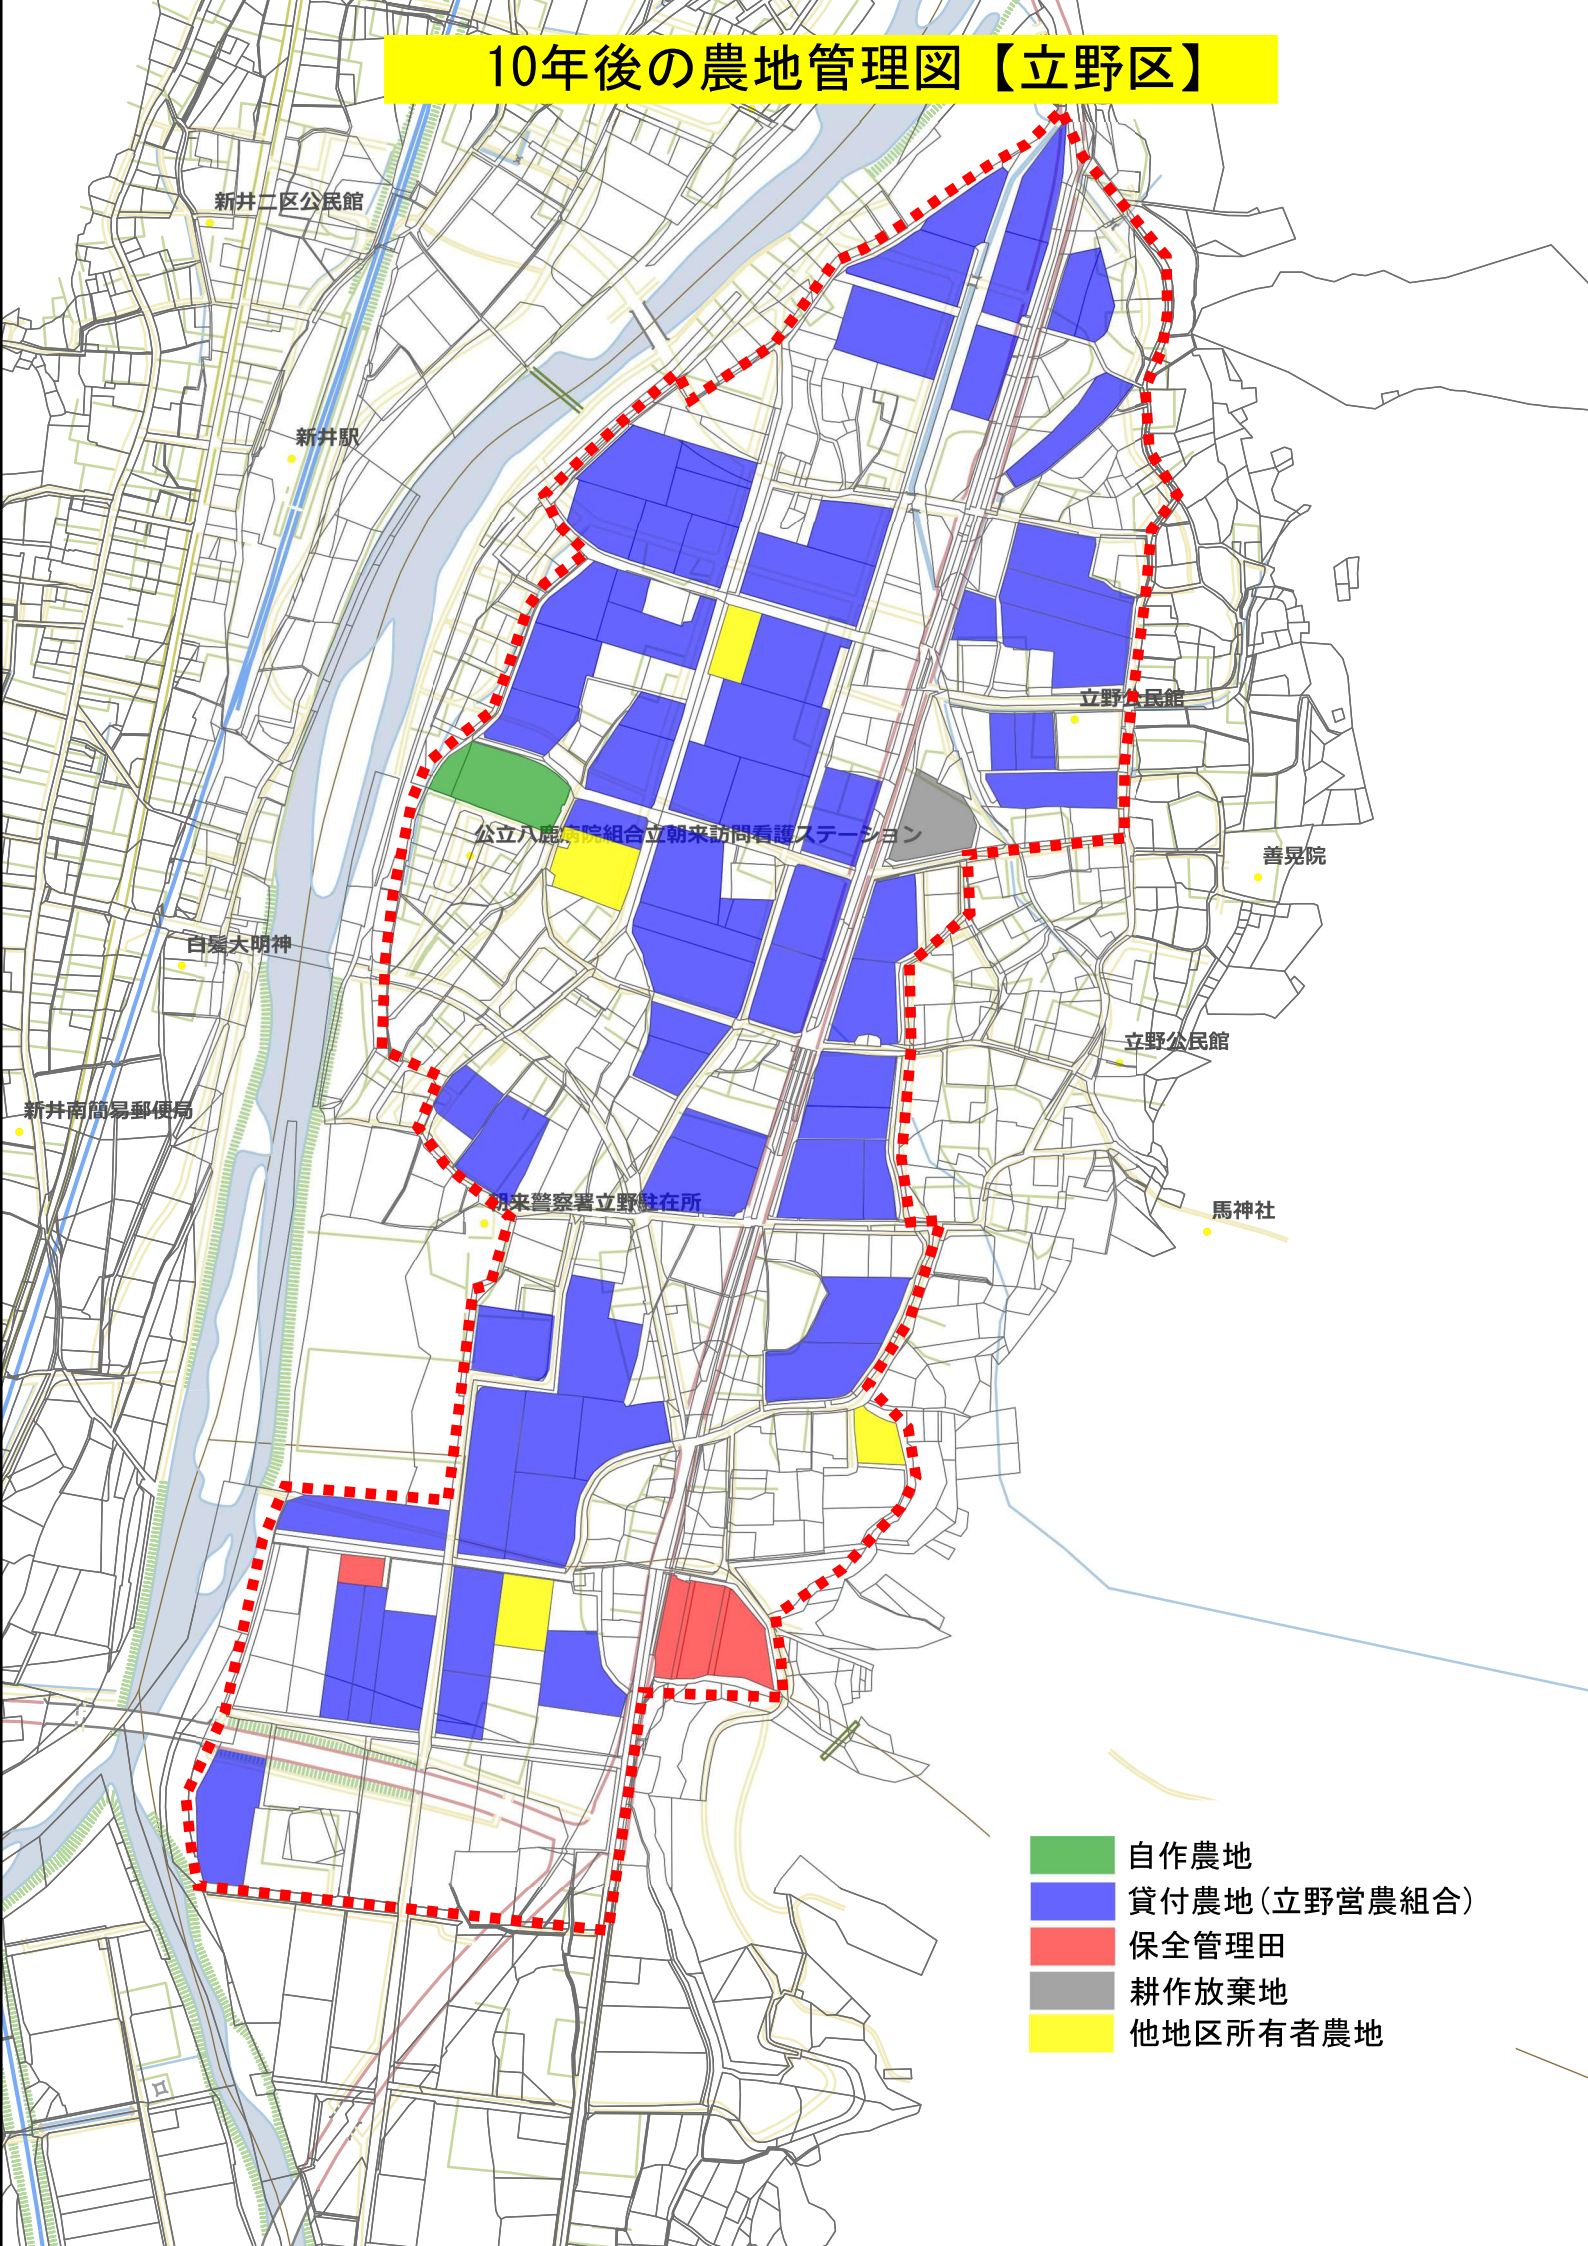 10年後の農地管理図【立野区】
新井二区公民館
新井駅
立野公民館
公立八鹿病院組合立朝来訪問看護ステーション
善晃院
白髪大明神
立野公民館
新井南簡易郵便局
朝来警察署立野駐在所
馬神社
自作農地
貸付農地(立野営農組合)
保全管理田
耕作放棄地
他地区所有者農地